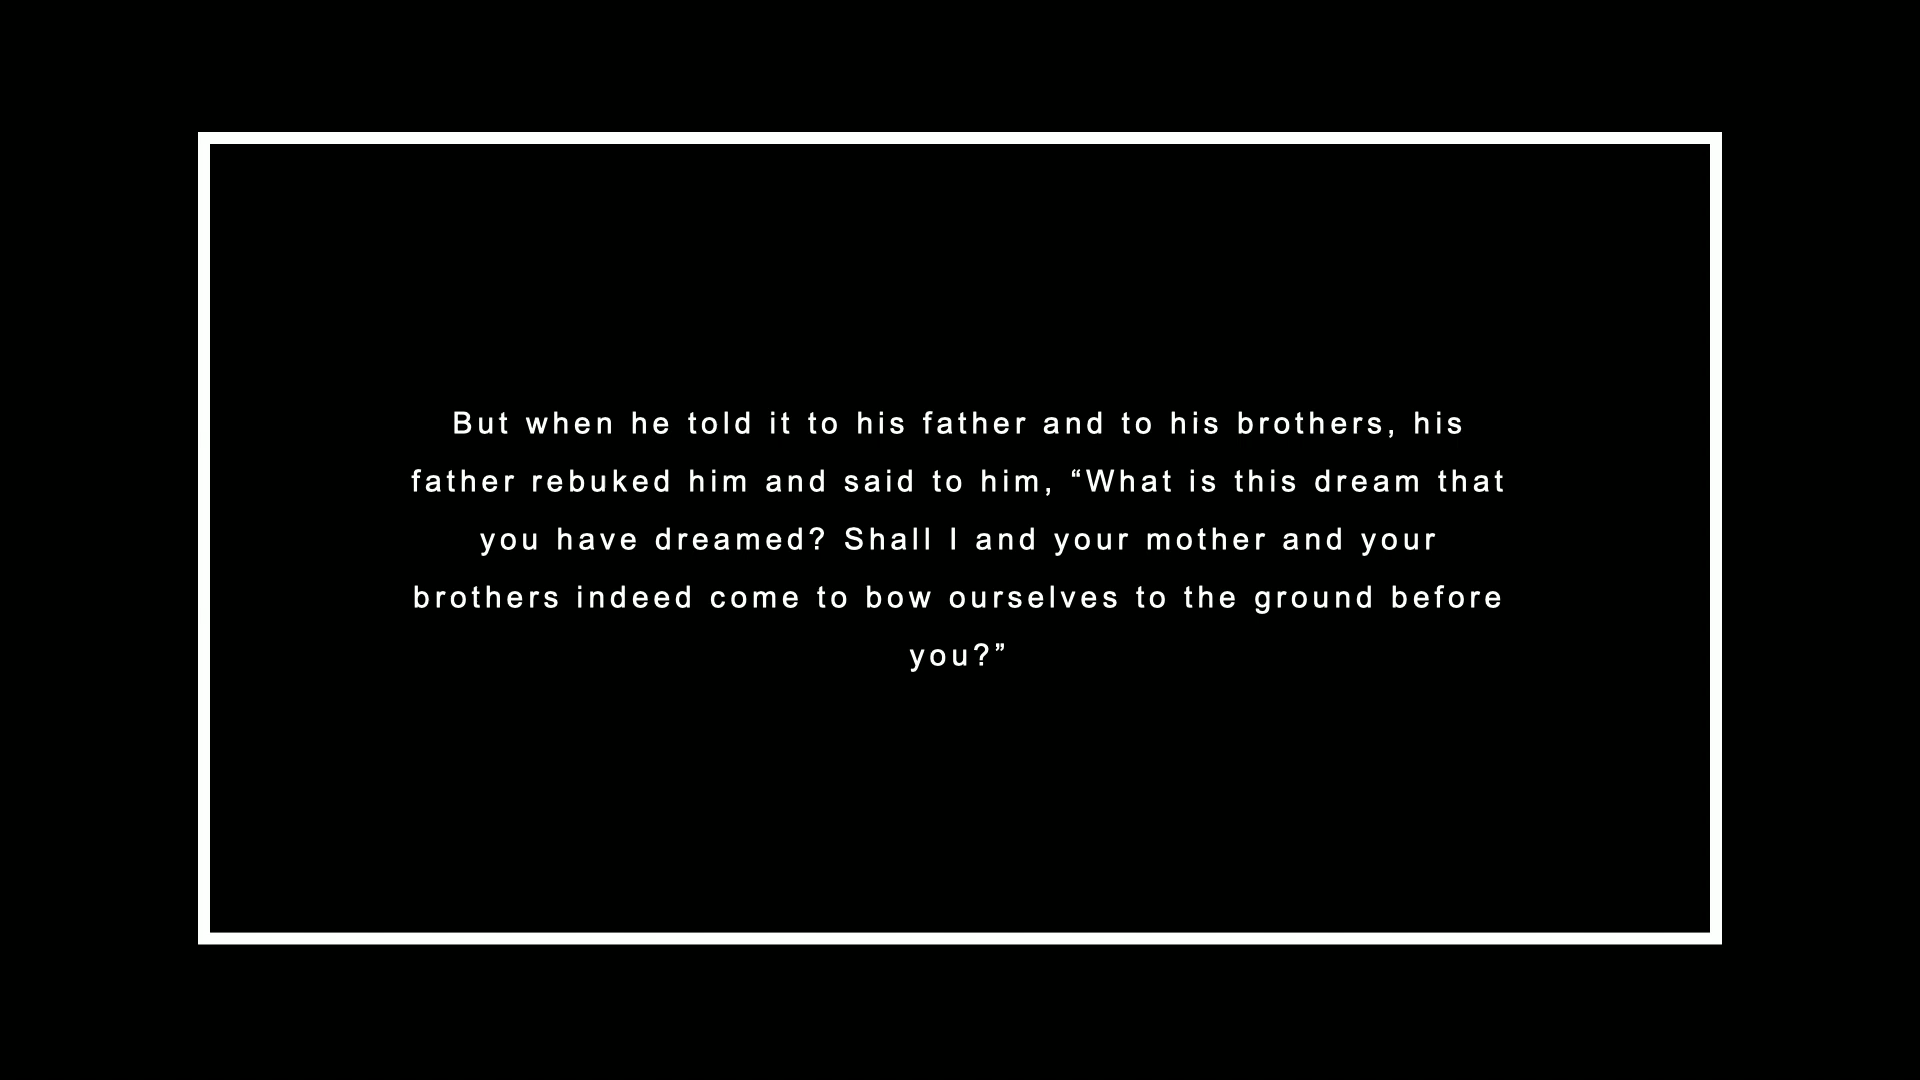 But when he told it to his father and to his brothers, his
father rebuked him and said to him, “What is this dream that
you have dreamed? Shall I and your mother and your
brothers indeed come to bow ourselves to the ground before
you?”